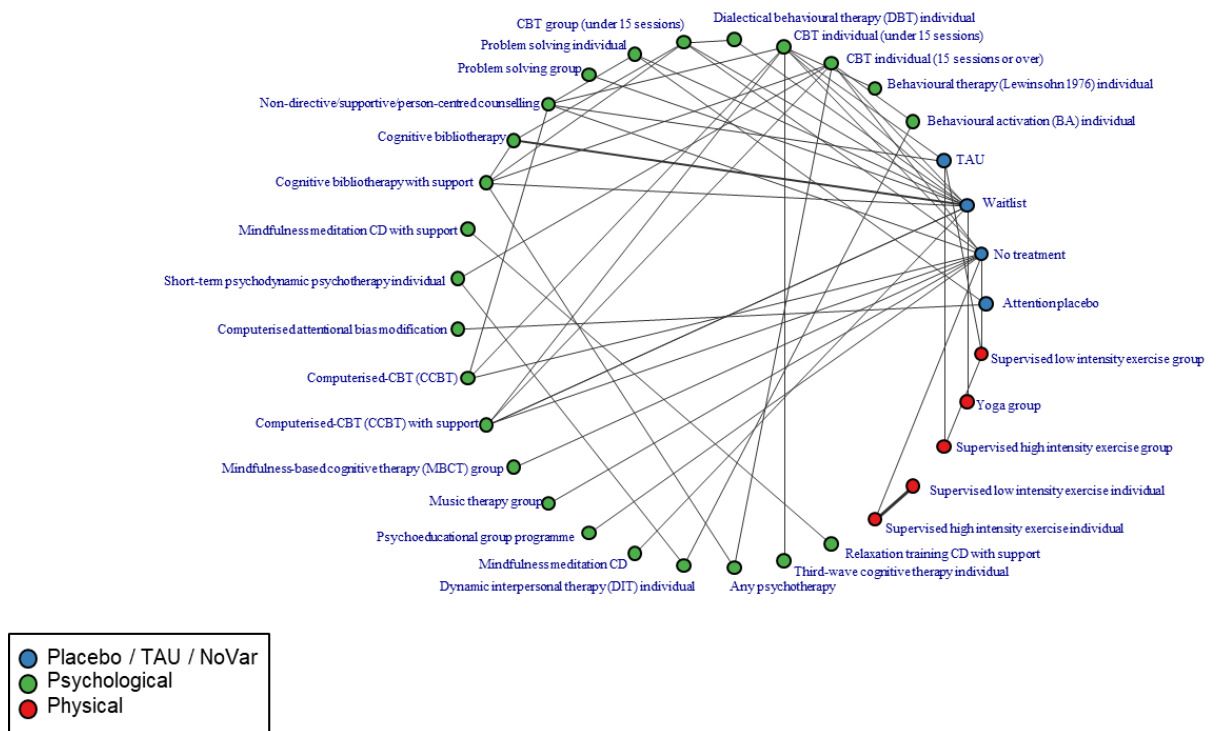 Dialectical behavioural therapy (DBT) individual
CBT group (under 15 sessions)
CBT individual (under 15 sessions)
Problem solving individual
CBT individual (15 sessions or over)
Problem solving group
Behavioural therapy (Lewinsohn 1976) individual
Non-directive/supportive/person-centred counselling
Behavioural activation (BA) individual
Cognitive bibliotherapy
TAU
Cognitive bibliotherapy with support
Waitlist
Mindfulness meditation CD with support
No treatment
Short-term psychodynamic psychotherapy individual
Attention placebo
Computerised attentional bias modification
Supervised low intensity exercise group
Computerised-CBT (CCBT)
Yoga group
Computerised-CBT (CCBT) with support
Supervised high intensity exercise group
Mindfulness-based cognitive therapy (MBCT) group
Supervised low intensity exercise individual
Music therapy group
Supervised high intensity exercise individual
Psychoeducational group programme
Relaxation training CD with support
Mindfulness meditation CD
Third-wave cognitive therapy individual
Dynamic interpersonal therapy (DIT) individual
Any psychotherapy
Placebo / TAU / NoVar
Psychological
Physical